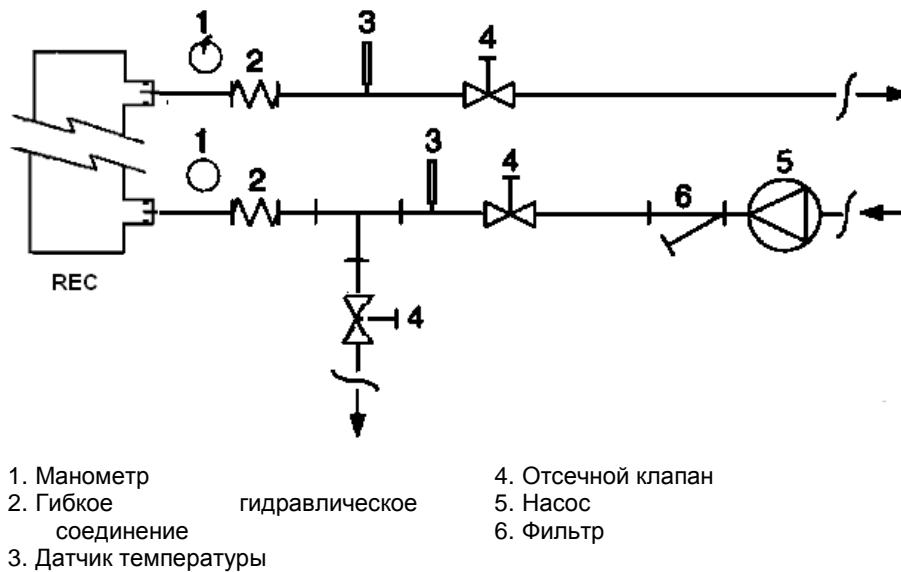 1
2
3
4
1
2
3
4
5
6
REC
4
1. Манометр
2. Гибкое гидравлическое
соединение
3. Датчик температуры
4. Отсечной клапан
5. Насос
6. Фильтр